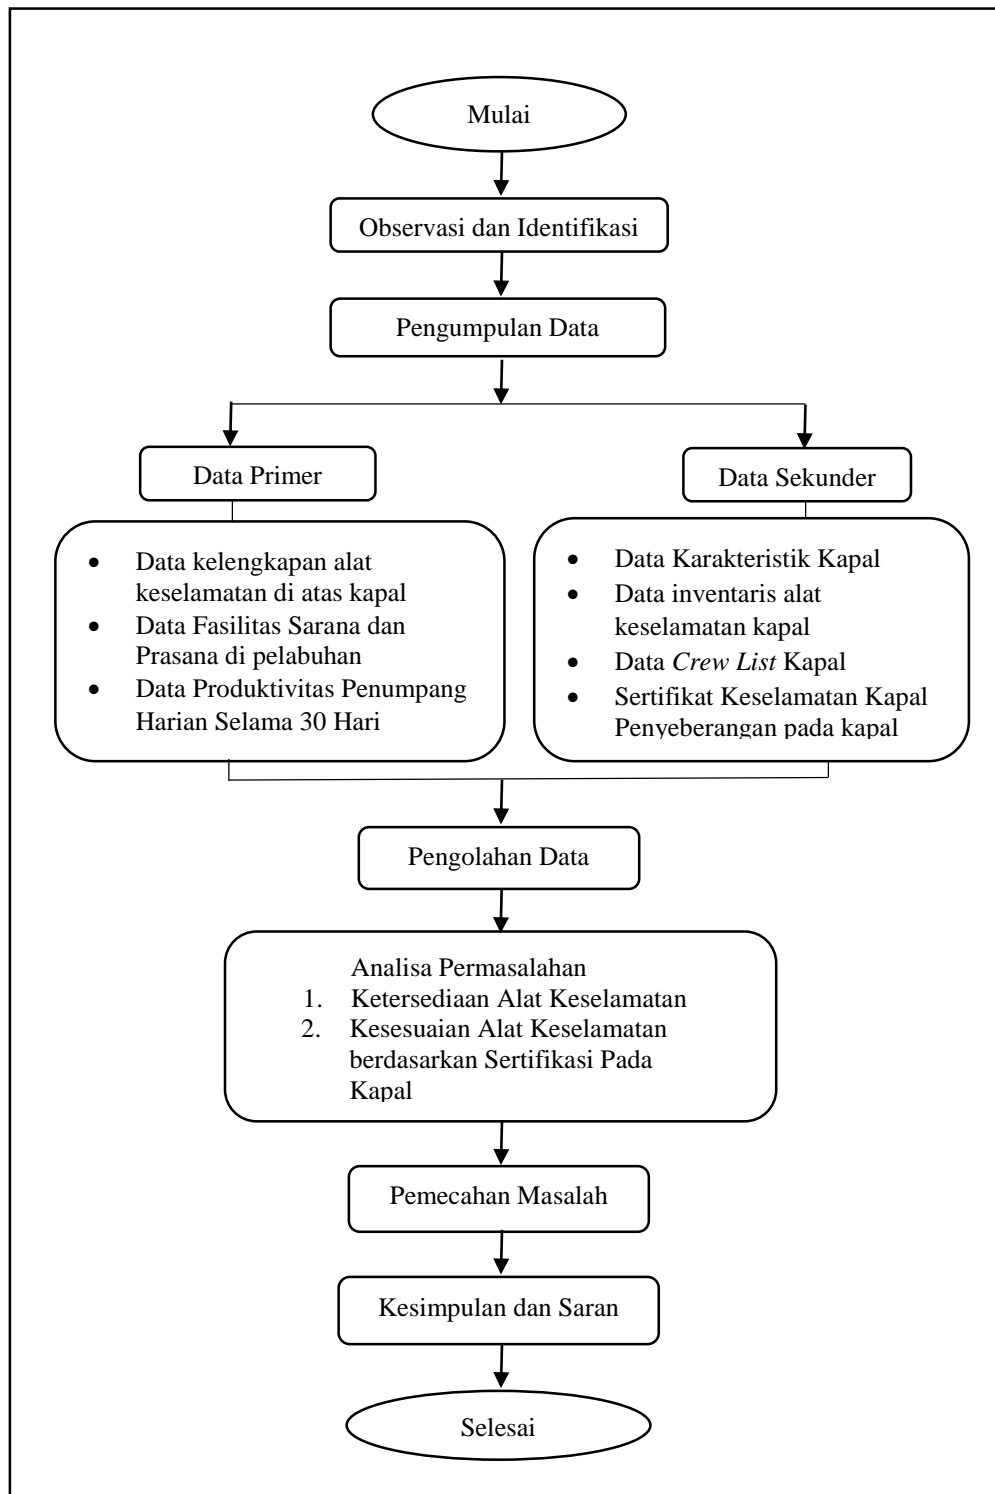 Mulai
Observasi dan Identifikasi
Pengumpulan Data
Data Primer
Data Sekunder
• Data kelengkapan alat
keselamatan di atas kapal
• Data Fasilitas Sarana dan
Prasana di pelabuhan
• Data Produktivitas Penumpang
Harian Selama 30 Hari
• Data Karakteristik Kapal
• Data inventaris alat
keselamatan kapal
• Data Crew List Kapal
• Sertifikat Keselamatan Kapal
Penyeberangan pada kapal
Pengolahan Data
Analisa Permasalahan
1. Ketersediaan Alat Keselamatan
2. Kesesuaian Alat Keselamatan
berdasarkan Sertifikasi Pada
Kapal
Pemecahan Masalah
Kesimpulan dan Saran
Selesai